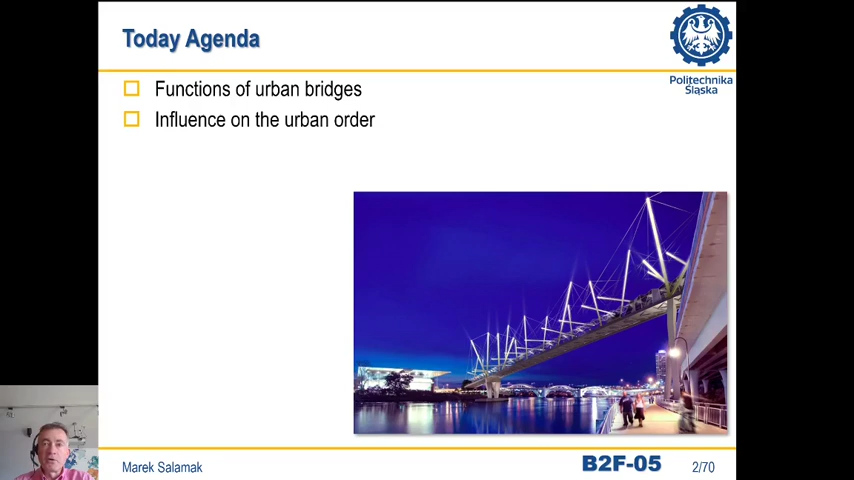 Today Agenda
Politechnika
Śląska
Functions of urban bridges
Influence on the urban order
Marek Salamak
B2F-05
2/70